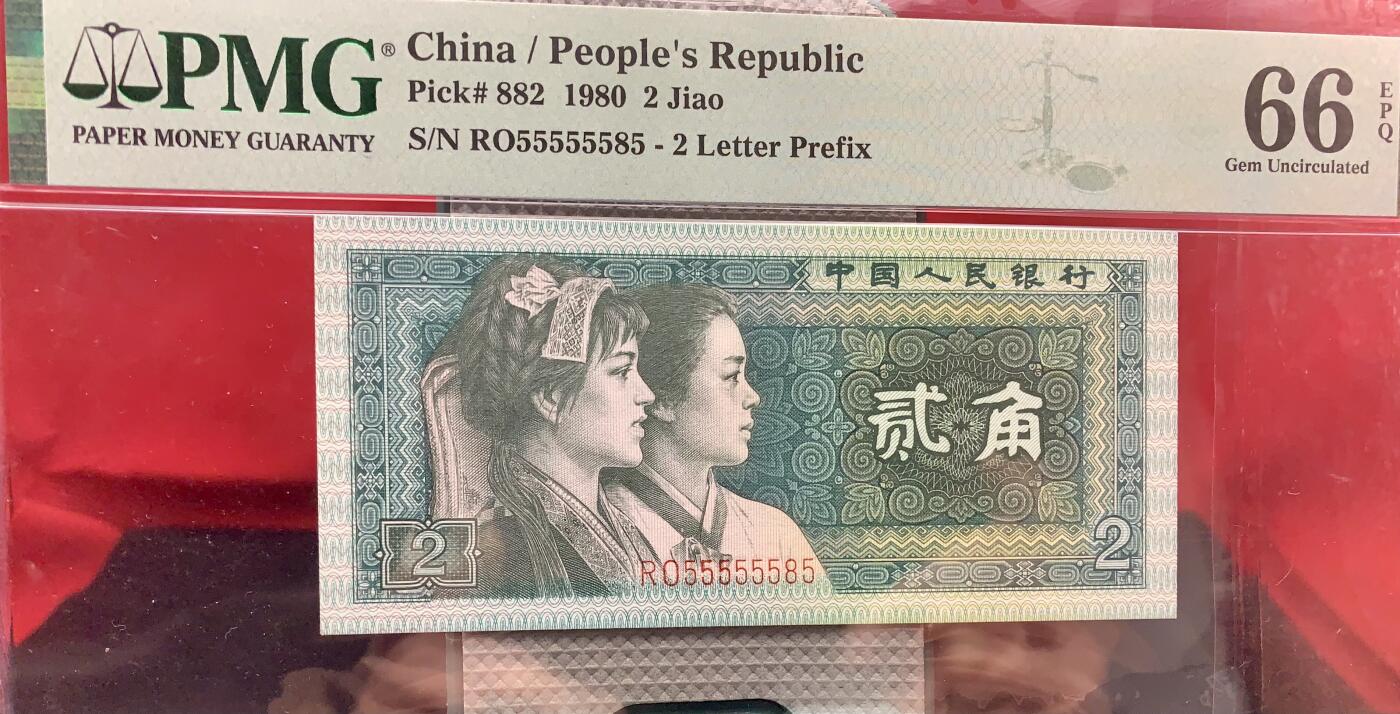 PMG®
PAPER MONEY GUARANTY
China / People's Republic
Pick# 882 1980 2 Jiao
S/N RO55555585 - 2 Letter Prefix
66
EPQ
Gem Uncirculated
中国人民银行
贰角
2
2
RO55555585